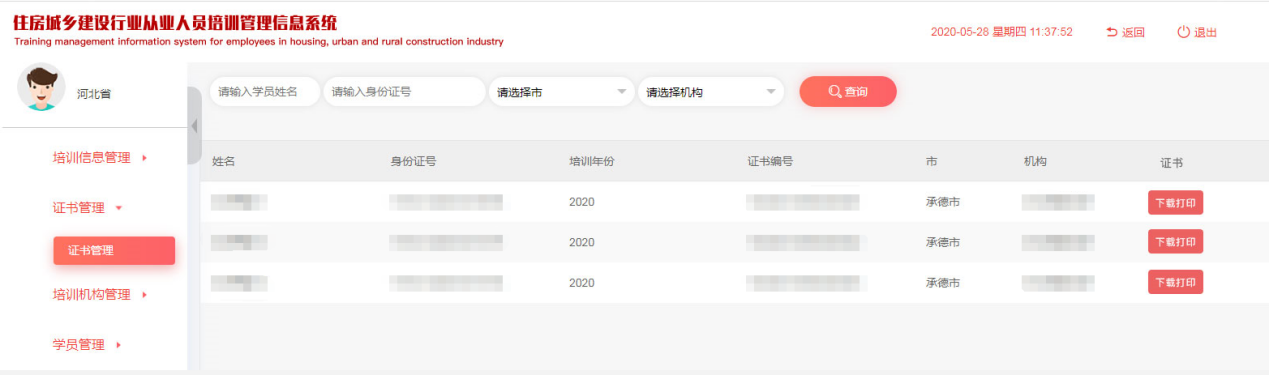 住房城乡建设行业从业人员培训管理信息系统
Training management information system for employees in housing, urban and rural construction industry
2020-05-28 星期四 11:37:52 返回 退出
河北省
请输入学员姓名 请输入身份证号 请选择市 请选择机构 查询
培训信息管理
证书管理
证书管理
培训机构管理
学员管理
姓名 身份证号 培训年份 证书编号 市 机构 证书
2020 承德市 下载打印
2020 承德市 下载打印
2020 承德市 下载打印